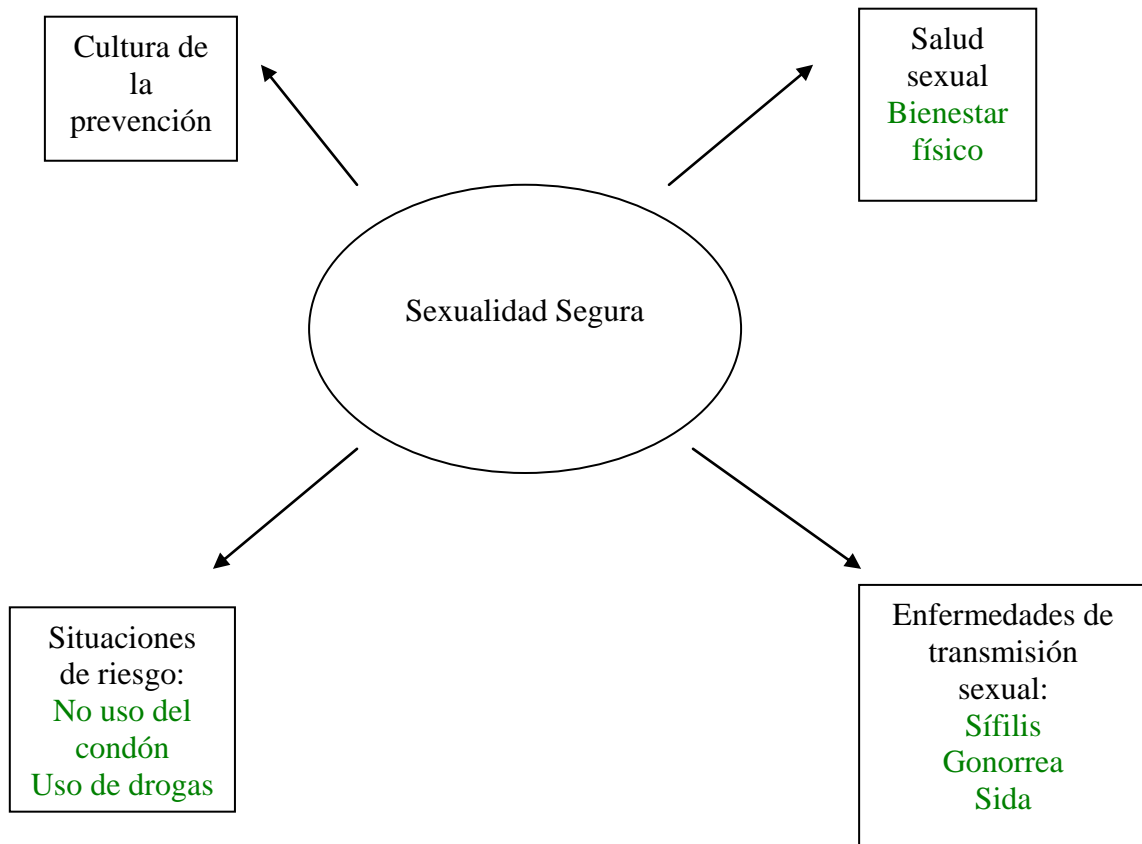 Cultura de
la
prevención
Salud
sexual
Bienestar
físico
Sexualidad Segura
Situaciones
de riesgo:
No uso del
condón
Uso de drogas
Enfermedades de
transmisión
sexual:
Sífilis
Gonorrea
Sida